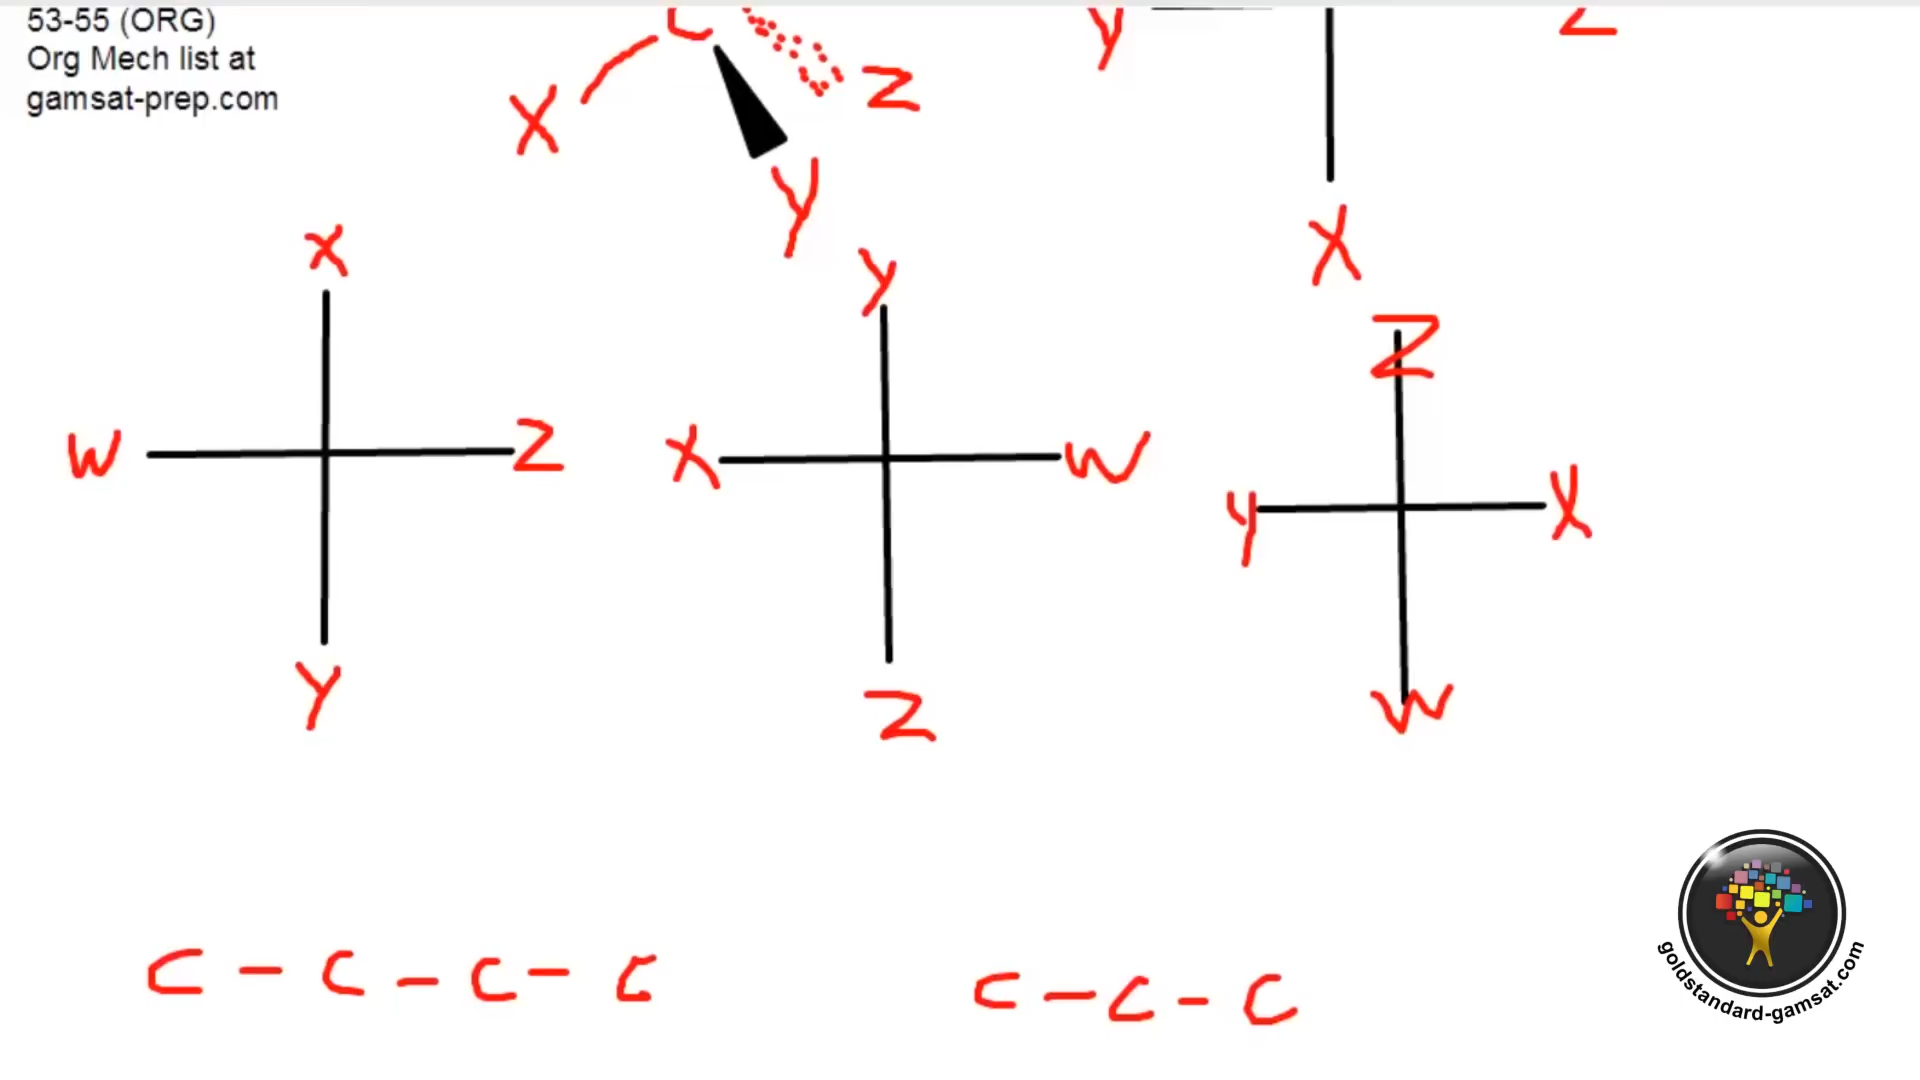 53-55 (ORG)
Org Mech list at
gamsat-prep.com
C
X
Z
Y
y
Z
X
X
W
Z
Y
y
X
W
Z
Z
y
X
W
C - C - C - C
C - C - C
goldstandard-gamsat.com